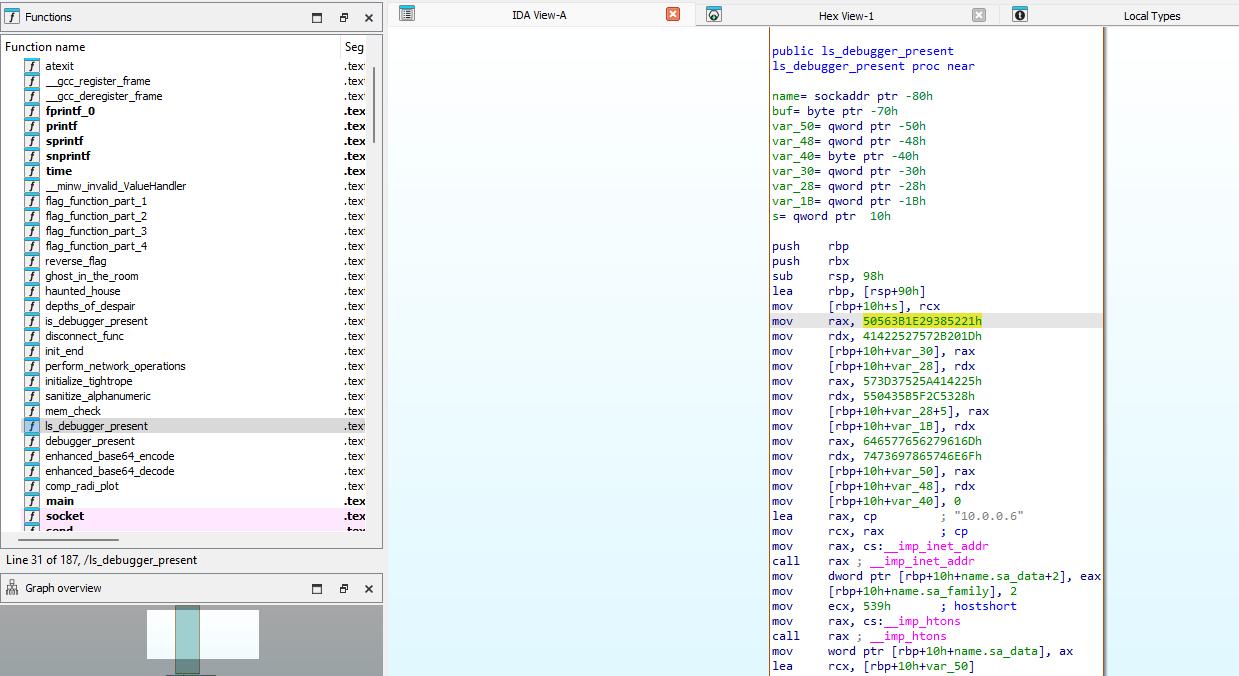 Functions
Function name Seg
f atexit .text
f __gcc_register_frame .text
f __gcc_deregister_frame .text
f fprintf_0 .tex
f printf .tex
f sprintf .tex
f snprintf .tex
f time .tex
f __minw_invalid_ValueHandler .text
f flag_function_part_1 .text
f flag_function_part_2 .text
f flag_function_part_3 .text
f flag_function_part_4 .text
f reverse_flag .text
f ghost_in_the_room .text
f haunted_house .text
f depths_of_despair .text
f is_debugger_present .text
f disconnect_func .text
f init_end .text
f perform_network_operations .text
f initialize_tightrope .text
f sanitize_alphanumeric .text
f mem_check .text
f ls_debugger_present .text
f debugger_present .text
f enhanced_base64_encode .text
f enhanced_base64_decode .text
f comp_radi_plot .text
f main .tex
f socket .tex
f send .tex
Line 31 of 187, /ls_debugger_present
Graph overview
IDA View-A
Hex View-1
Local Types
public ls_debugger_present
ls_debugger_present proc near
name= sockaddr ptr -80h
buf= byte ptr -70h
var_50= qword ptr -50h
var_48= qword ptr -48h
var_40= byte ptr -40h
var_30= qword ptr -30h
var_28= qword ptr -28h
var_1B= qword ptr -1Bh
s= qword ptr  10h
push rbp
push rbx
sub rsp, 98h
lea rbp, [rsp+90h]
mov [rbp+10h+s], rcx
mov rax, 50563B1E29385221h
mov rdx, 41422527572B201Dh
mov [rbp+10h+var_30], rax
mov [rbp+10h+var_28], rdx
mov rax, 573D37525A414225h
mov rdx, 550435B5F2C5328h
mov [rbp+10h+var_28+5], rax
mov [rbp+10h+var_1B], rdx
mov rax, 646577656279616Dh
mov rdx, 7473697865746E6Fh
mov [rbp+10h+var_50], rax
mov [rbp+10h+var_48], rdx
mov [rbp+10h+var_40], 0
lea rax, cp ; "10.0.0.6"
mov rcx, rax ; cp
mov rax, cs:__imp_inet_addr
call rax ; __imp_inet_addr
mov dword ptr [rbp+10h+name.sa_data+2], eax
mov [rbp+10h+name.sa_family], 2
mov ecx, 539h ; hostshort
mov rax, cs:__imp_htons
call rax ; __imp_htons
mov word ptr [rbp+10h+name.sa_data], ax
lea rcx, [rbp+10h+var_50]